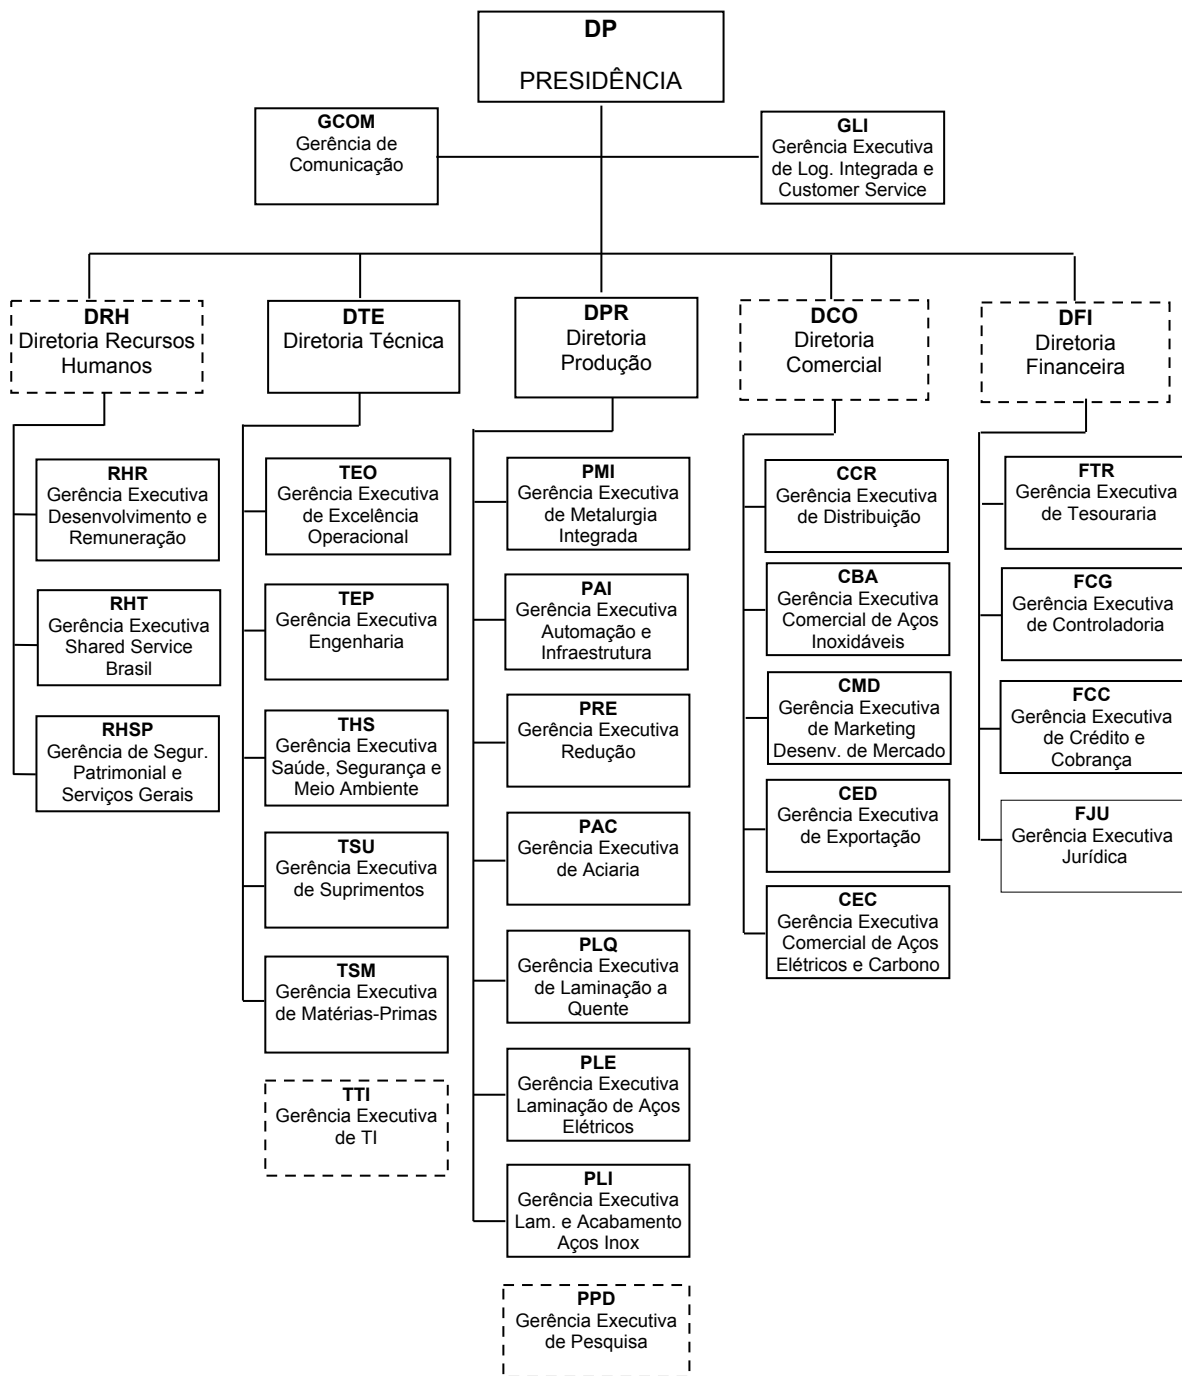 DP
PRESIDÊNCIA
GCOM
Gerência de
Comunicação
GLI
Gerência Executiva
de Log. Integrada e
Customer Service
DRH
Diretoria Recursos
Humanos
DTE
Diretoria Técnica
DPR
Diretoria
Produção
DCO
Diretoria
Comercial
DFI
Diretoria
Financeira
RHR
Gerência Executiva
Desenvolvimento e
Remuneração
RHT
Gerência Executiva
Shared Service
Brasil
RHSP
Gerência de Segur.
Patrimonial e
Serviços Gerais
TEO
Gerência Executiva
de Excelência
Operacional
TEP
Gerência Executiva
Engenharia
THS
Gerência Executiva
Saúde, Segurança e
Meio Ambiente
TSU
Gerência Executiva
de Suprimentos
TSM
Gerência Executiva
de Matérias-Primas
TTI
Gerência Executiva
de TI
PMI
Gerência Executiva
de Metalurgia
Integrada
PAI
Gerência Executiva
Automação e
Infraestrutura
PRE
Gerência Executiva
Redução
PAC
Gerência Executiva
de Aciaria
PLQ
Gerência Executiva
de Laminação a
Quente
PLE
Gerência Executiva
Laminação de Aços
Elétricos
PLI
Gerência Executiva
Lam. e Acabamento
Aços Inox
PPD
Gerência Executiva
de Pesquisa
CCR
Gerência Executiva
de Distribuição
CBA
Gerência Executiva
Comercial de Aços
Inoxidáveis
CMD
Gerência Executiva
de Marketing
Desenv. de Mercado
CED
Gerência Executiva
de Exportação
CEC
Gerência Executiva
Comercial de Aços
Elétricos e Carbono
FTR
Gerência Executiva
de Tesouraria
FCG
Gerência Executiva
de Controladoria
FCC
Gerência Executiva
de Crédito e
Cobrança
FJU
Gerência Executiva
Jurídica